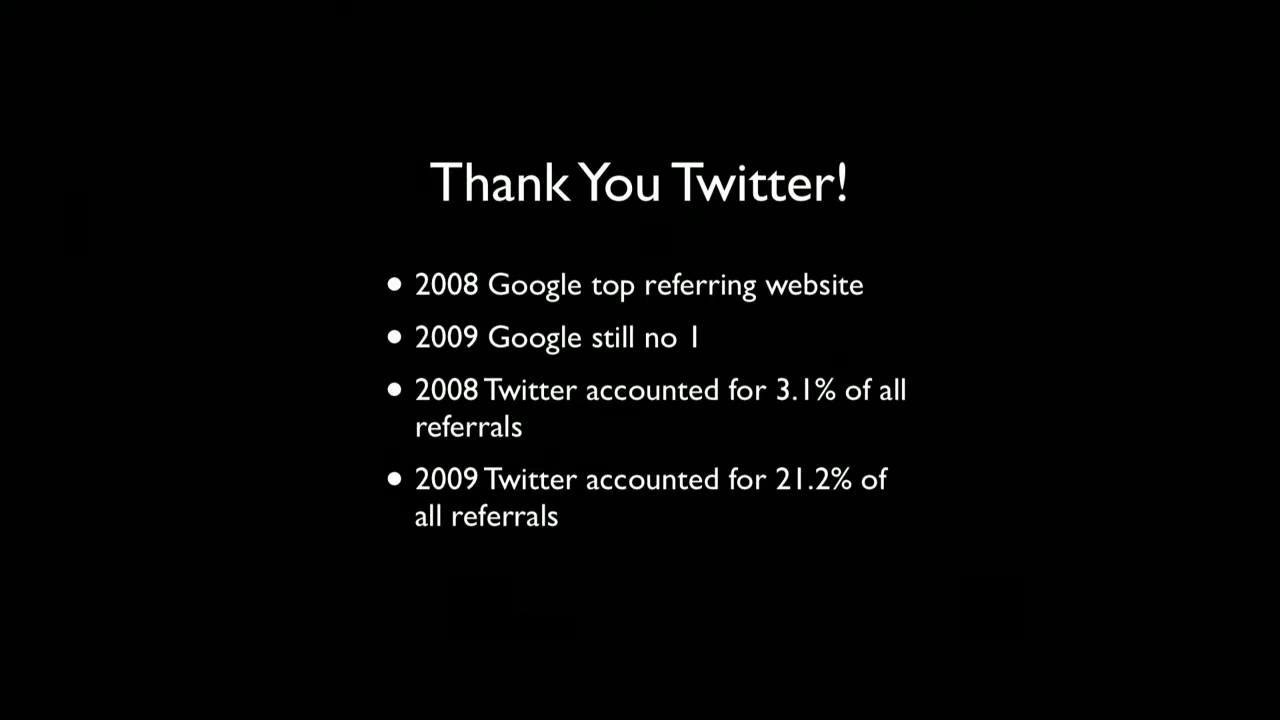 Thank You Twitter!
• 2008 Google top referring website
• 2009 Google still no 1
• 2008 Twitter accounted for 3.1% of all
referrals
• 2009 Twitter accounted for 21.2% of
all referrals